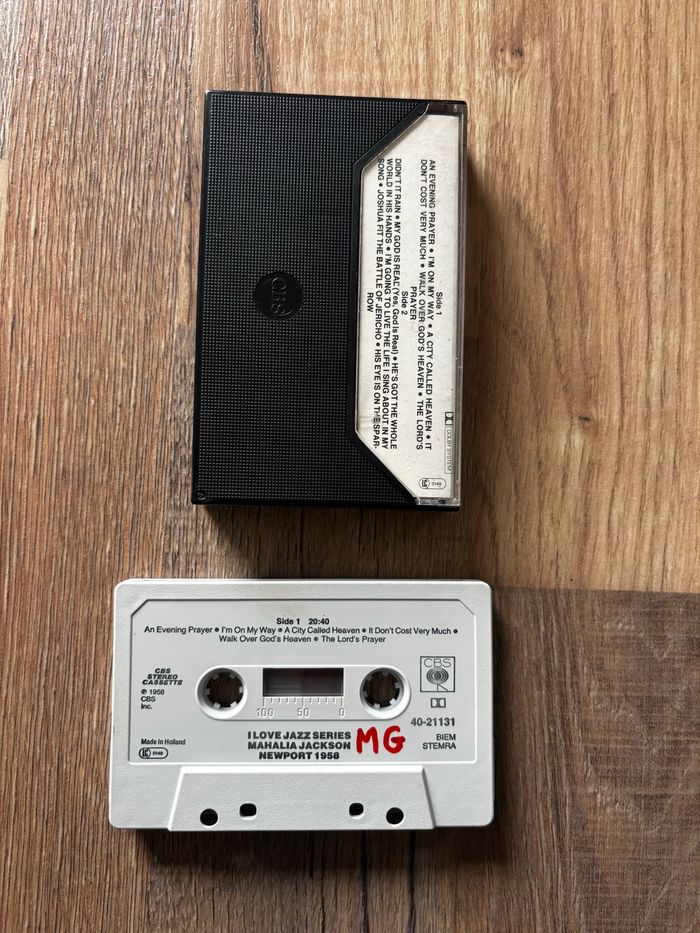 Side 1
AN EVENING PRAYER • I'M ON MY WAY • A CITY CALLED HEAVEN • IT
DON'T COST VERY MUCH • WALK OVER GOD'S HEAVEN • THE LORD'S
PRAYER
Side 2
DIDN'T IT RAIN • MY GOD IS REAL (Yes, God Is Real) • HE'S GOT THE WHOLE
WORLD IN HIS HANDS • I'M GOING TO LIVE THE LIFE I SING ABOUT IN MY
SONG • JOSHUA FIT THE BATTLE OF JERICHO • HIS EYE IS ON THE SPAR-
ROW
DOLBY SYSTEM
LC 0149
CBS
Side 1 20:40
An Evening Prayer • I'm On My Way • A City Called Heaven • It Don't Cost Very Much •
Walk Over God's Heaven • The Lord's Prayer
CBS
STEREO
CASSETTE
℗ 1958
CBS
Inc.
Made in Holland
LC 0149
100 50 0
CBS
40-21131
BIEM
STEMRA
I LOVE JAZZ SERIES
MAHALIA JACKSON
NEWPORT 1958
MG